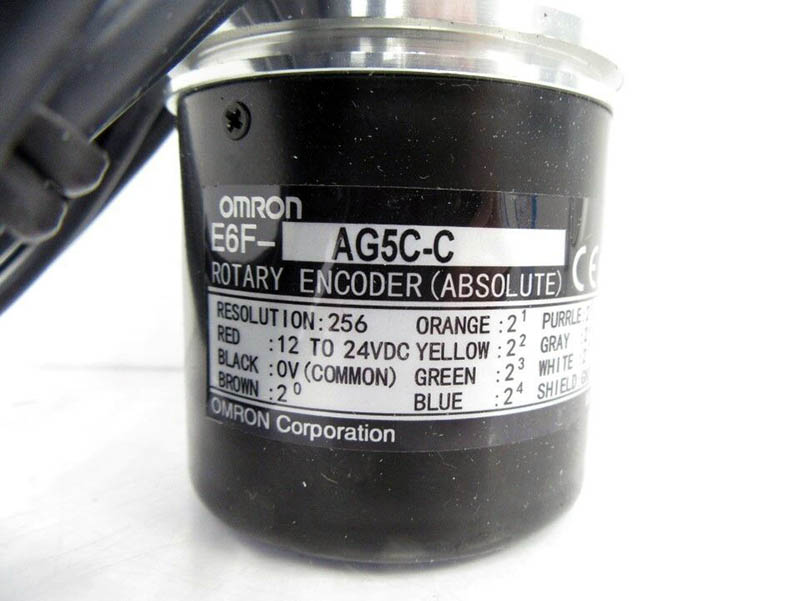 OMRON
E6F- AG5C-C
ROTARY ENCODER (ABSOLUTE) CE
RESOLUTION:256 ORANGE :2¹ PURRLE:
RED :12 TO 24VDC YELLOW :2² GRAY
BLACK :0V (COMMON) GREEN :2³ WHITE
BROWN :2⁰ BLUE :2⁴ SHIELD
OMRON Corporation